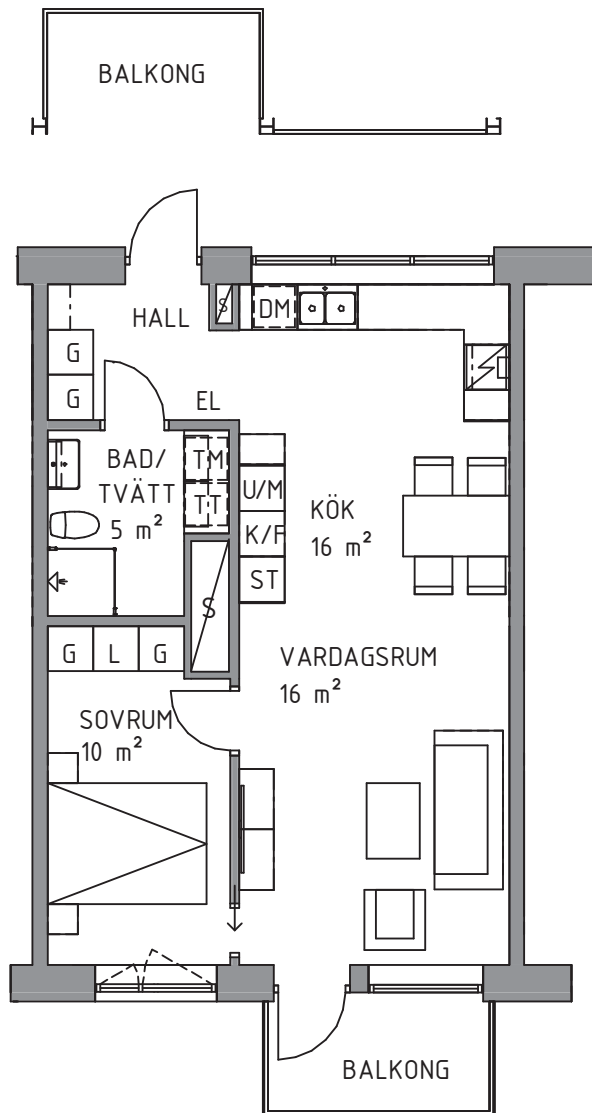 BALKONG
HALL
S
DM
G
G
EL
BAD/
TVÄTT
5 m²
TM
TT
U/M
K/F
ST
KÖK
16 m²
S
G L G
VARDAGSRUM
16 m²
SOVRUM
10 m²
BALKONG